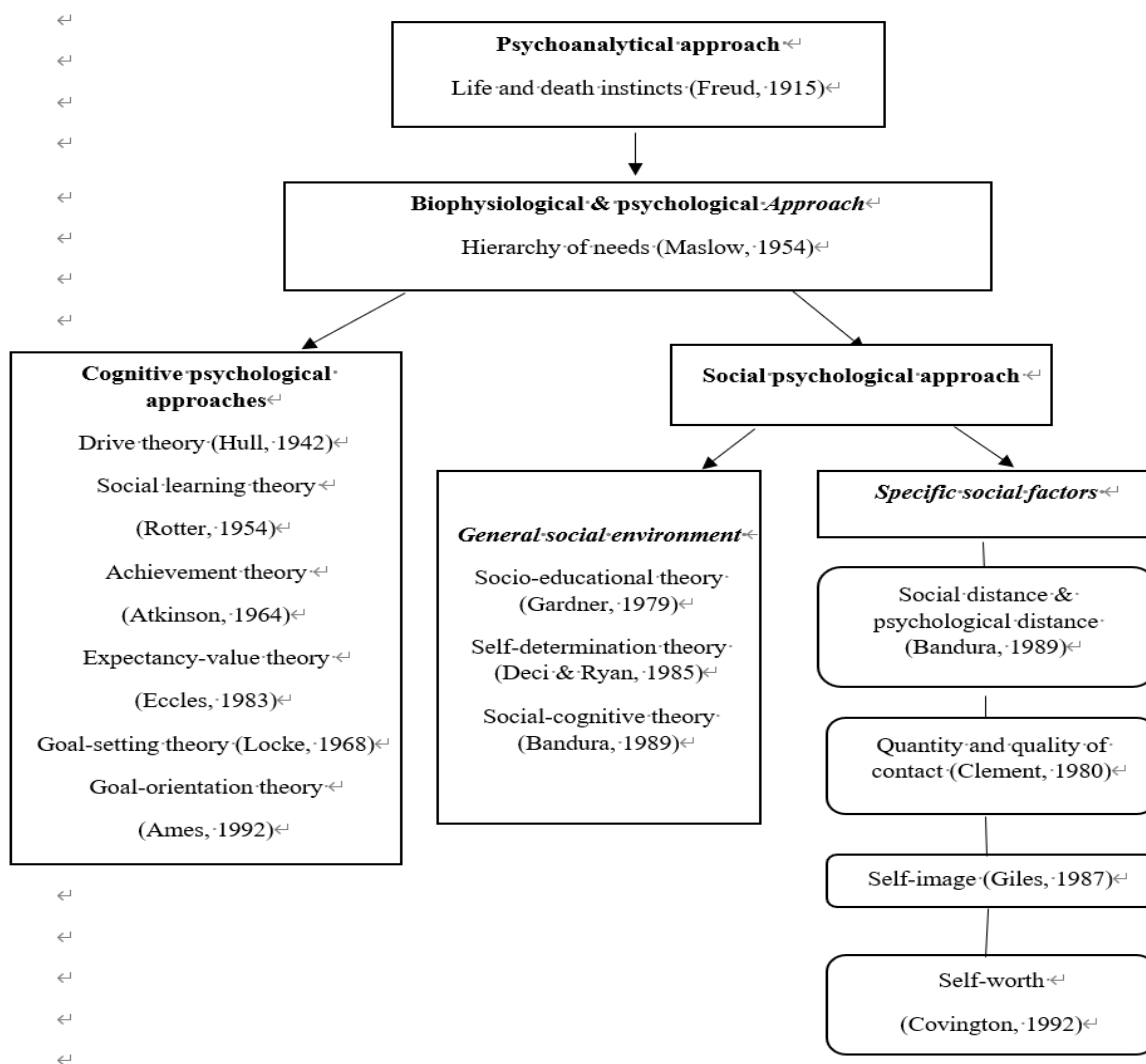 Psychoanalytical approach
Life and death instincts (Freud, 1915)
Biophysiological & psychological Approach
Hierarchy of needs (Maslow, 1954)
Cognitive psychological
approaches
Drive theory (Hull, 1942)
Social learning theory
(Rotter, 1954)
Achievement theory
(Atkinson, 1964)
Expectancy-value theory
(Eccles, 1983)
Goal-setting theory (Locke, 1968)
Goal-orientation theory
(Ames, 1992)
Social psychological approach
General social environment
Socio-educational theory
(Gardner, 1979)
Self-determination theory
(Deci & Ryan, 1985)
Social-cognitive theory
(Bandura, 1989)
Specific social factors
Social distance &
psychological distance
(Bandura, 1989)
Quantity and quality of
contact (Clement, 1980)
Self-image (Giles, 1987)
Self-worth
(Covington, 1992)